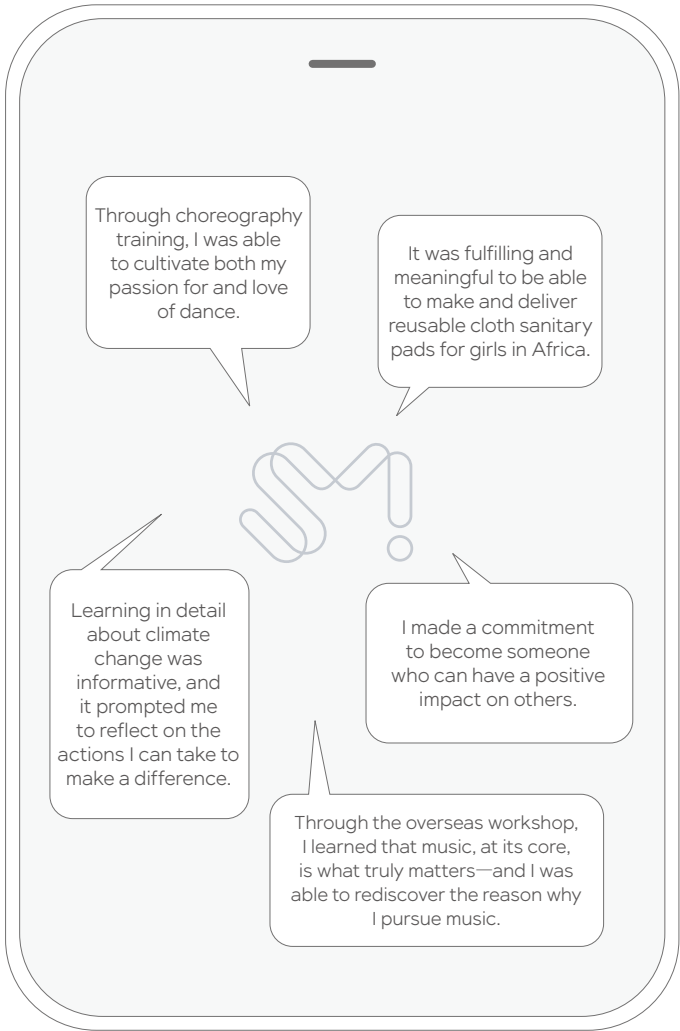 Through choreography
training, I was able
to cultivate both my
passion for and love
of dance.
It was fulfilling and
meaningful to be able
to make and deliver
reusable cloth sanitary
pads for girls in Africa.
SM!
Learning in detail
about climate
change was
informative, and
it prompted me
to reflect on the
actions I can take to
make a difference.
I made a commitment
to become someone
who can have a positive
impact on others.
Through the overseas workshop,
I learned that music, at its core,
is what truly matters—and I was
able to rediscover the reason why
I pursue music.